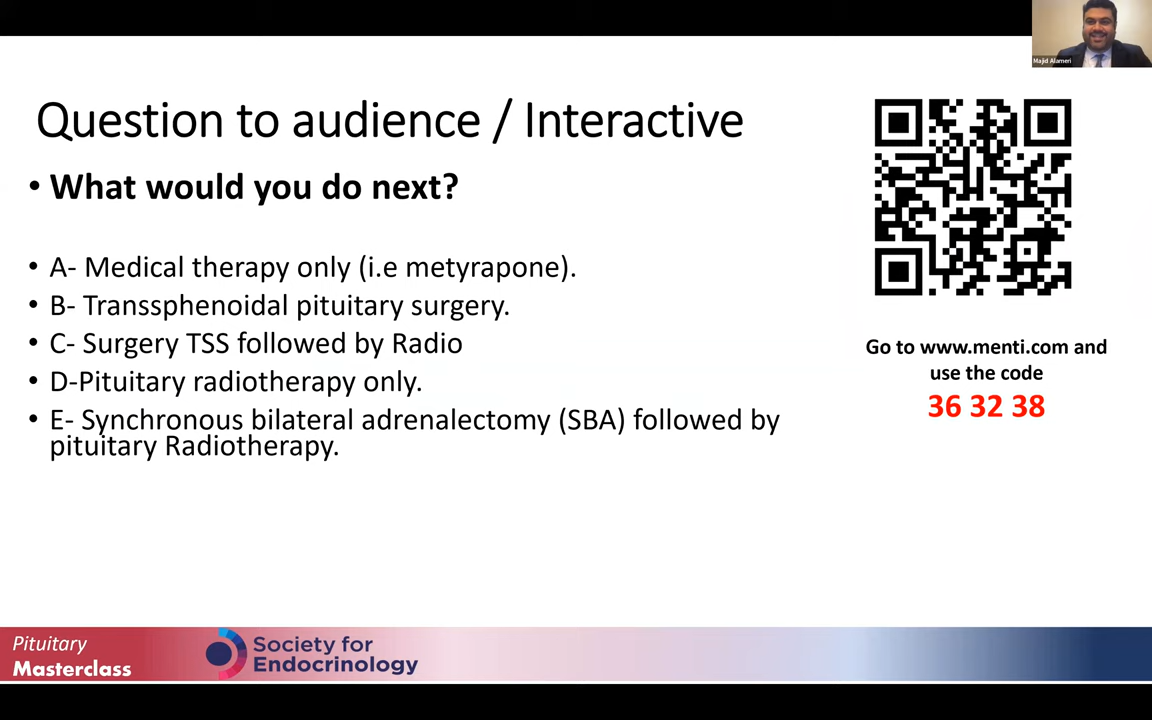 Majid Alameri
Question to audience / Interactive
• What would you do next?
• A- Medical therapy only (i.e metyrapone).
• B- Transsphenoidal pituitary surgery.
• C- Surgery TSS followed by Radio
• D-Pituitary radiotherapy only.
• E- Synchronous bilateral adrenalectomy (SBA) followed by
pituitary Radiotherapy.
Go to www.menti.com and
use the code
36 32 38
Pituitary
Masterclass
Society for
Endocrinology